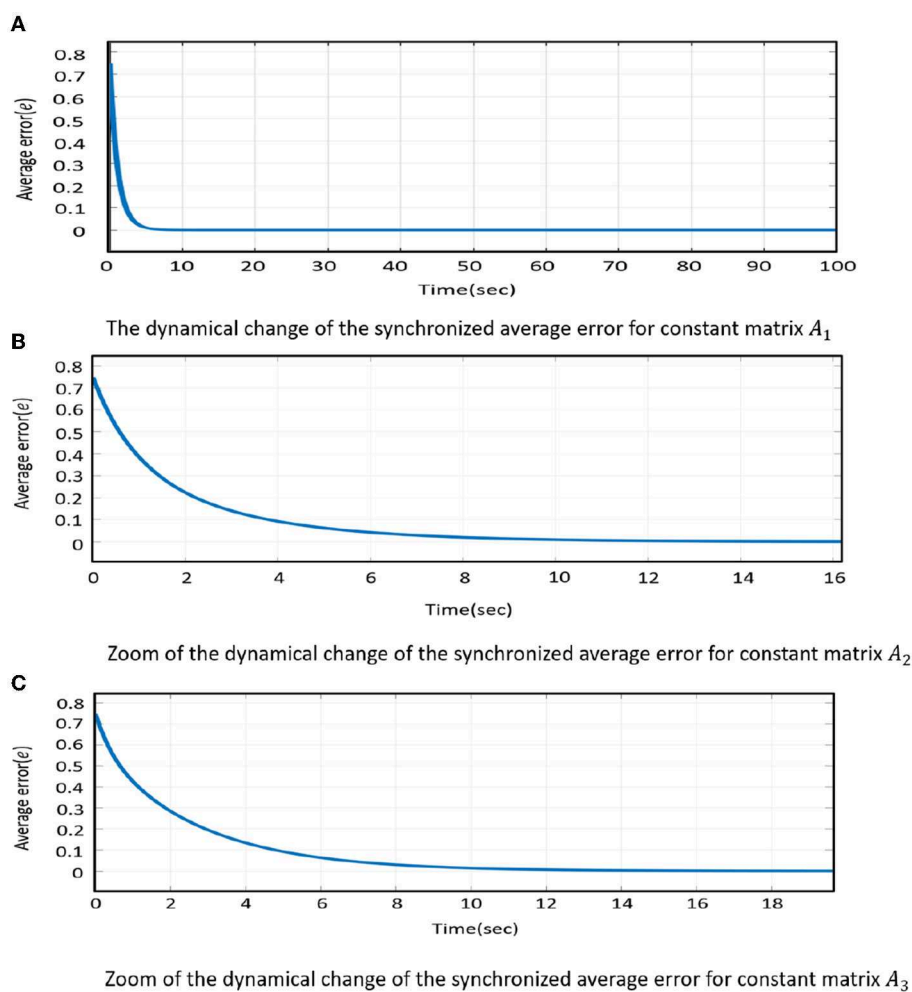 A
0.8
0.7
0.6
0.5
0.4
0.3
0.2
0.1
0
Average error(e)
0 10 20 30 40 50 60 70 80 90 100
Time(sec)
The dynamical change of the synchronized average error for constant matrix A₁
B
0.8
0.7
0.6
0.5
0.4
0.3
0.2
0.1
0
Average error(e)
0 2 4 6 8 10 12 14 16
Time(sec)
Zoom of the dynamical change of the synchronized average error for constant matrix A₂
C
0.8
0.7
0.6
0.5
0.4
0.3
0.2
0.1
0
Average error(e)
0 2 4 6 8 10 12 14 16 18
Time(sec)
Zoom of the dynamical change of the synchronized average error for constant matrix A₃